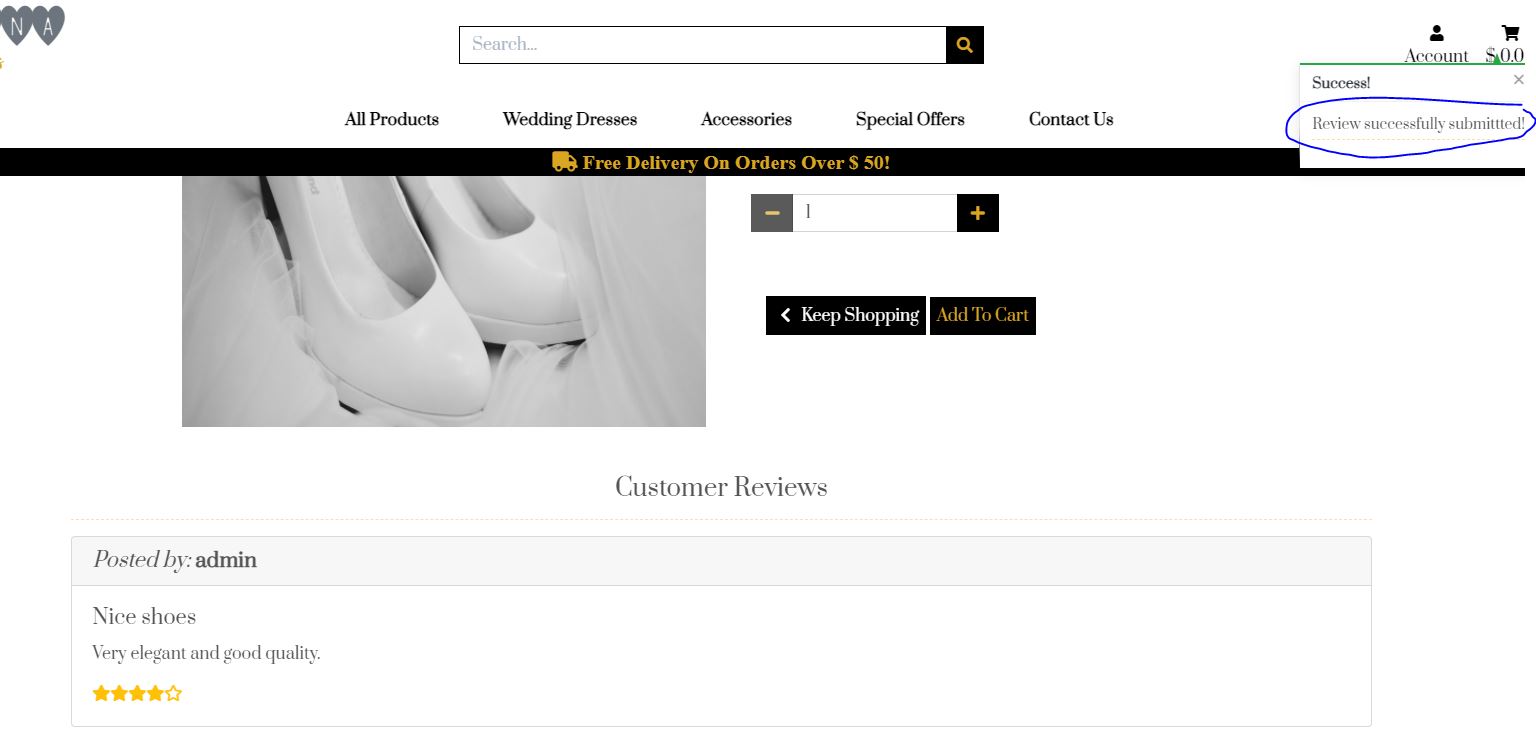 N A
Search...
Account
$ 0.0
Success!
×
Review successfully submittted!
All Products
Wedding Dresses
Accessories
Special Offers
Contact Us
Free Delivery On Orders Over $ 50!
1
Keep Shopping
Add To Cart
Customer Reviews
Posted by: admin
Nice shoes
Very elegant and good quality.